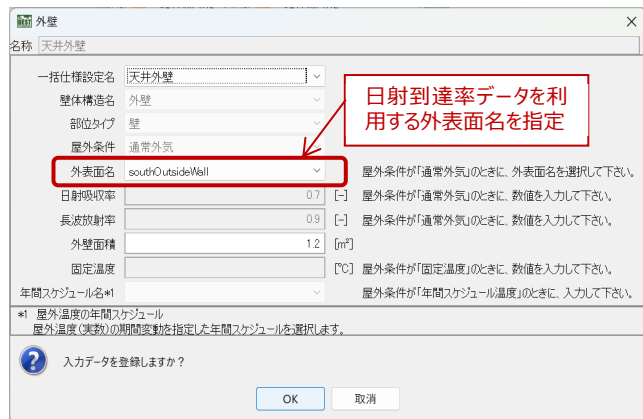 BEST 外壁
名称 天井外壁
一括仕様設定名 天井外壁
壁体構造名 外壁
部位タイプ 壁
屋外条件 通常外気
日射到達率データを利
用する外表面名を指定
外表面名 southOutsideWall 屋外条件が「通常外気」のときに、外表面名を選択して下さい。
日射吸収率 0.7 [-] 屋外条件が「通常外気」のときに、数値を入力して下さい。
長波放射率 0.9 [-] 屋外条件が「通常外気」のときに、数値を入力して下さい。
外壁面積 1.2 [m²]
固定温度 [℃] 屋外条件が「固定温度」のときに、数値を入力して下さい。
年間スケジュール名*1 屋外条件が「年間スケジュール温度」のときに、入力して下さい。
*1 屋外温度の年間スケジュール
屋外温度(実数)の期間変動を指定した年間スケジュールを選択します。
入力データを登録しますか？
OK 取消